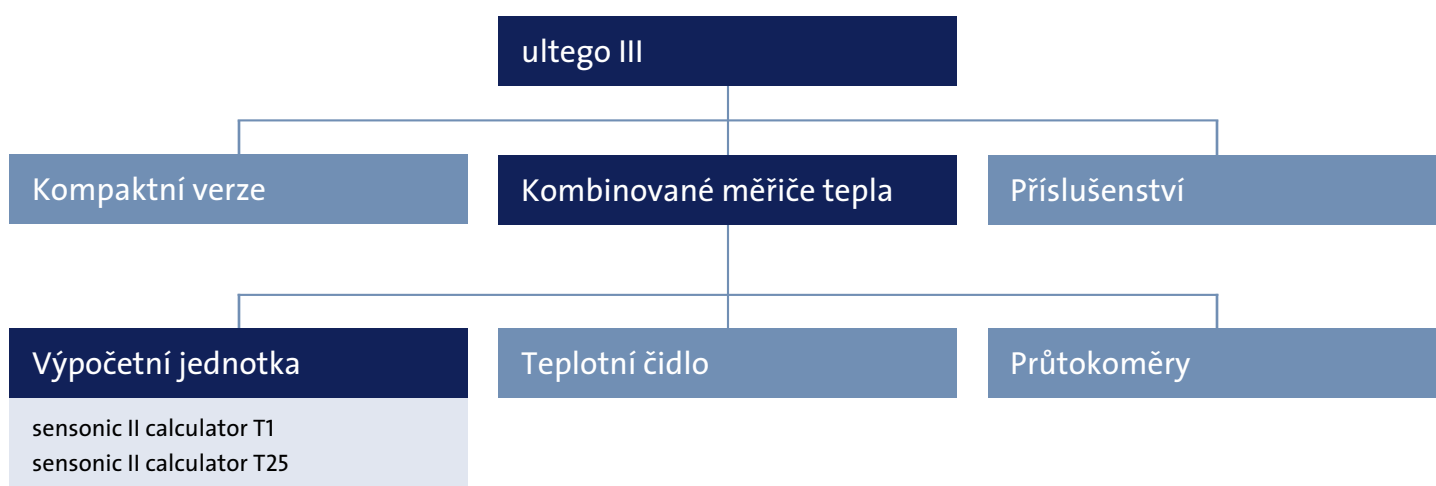 ultego III
Kompaktní verze
Kombinované měřiče tepla
Příslušenství
Výpočetní jednotka
Teplotní čidlo
Průtokoměry
sensonic II calculator T1
sensonic II calculator T25